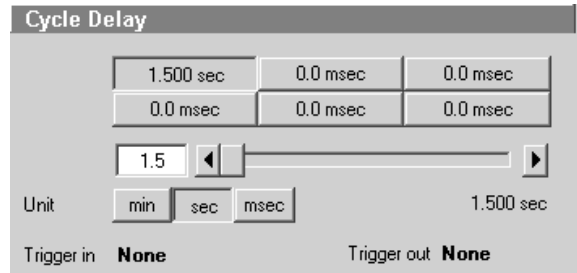 Cycle Delay
1.500 sec 0.0 msec 0.0 msec
0.0 msec 0.0 msec 0.0 msec
1.5
Unit min sec msec 1.500 sec
Trigger in None Trigger out None